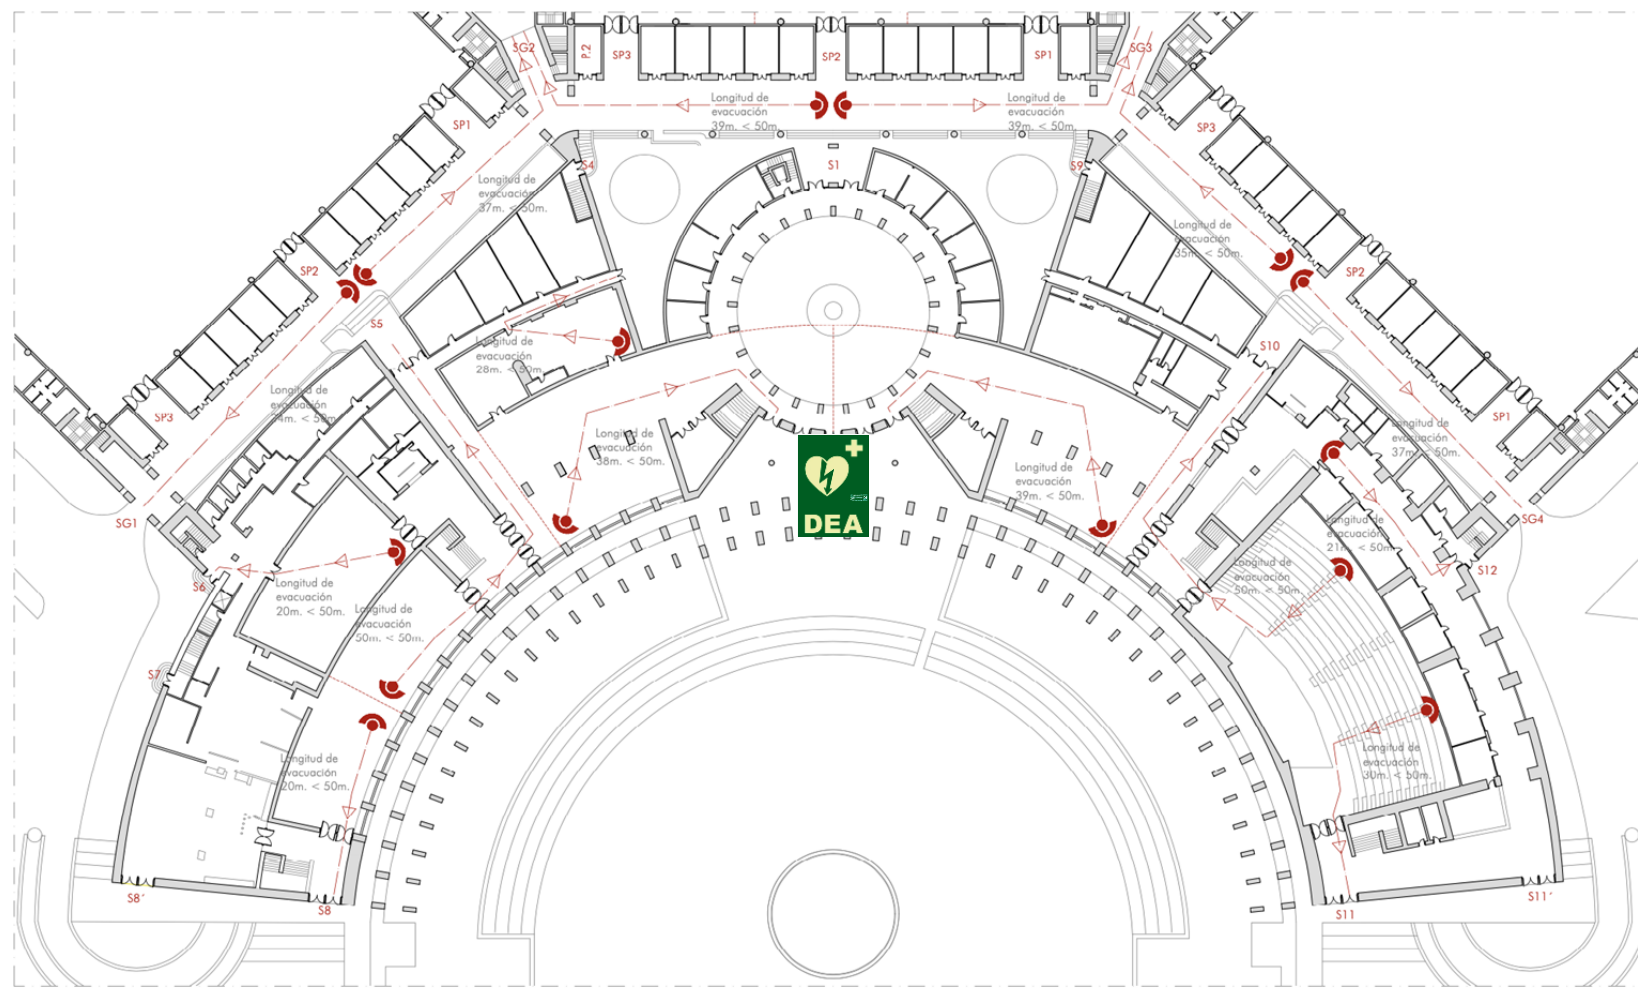 SG2
P.2
SP3
SP2
SP1
SG3
Longitud de
evacuación
39m. < 50m.
Longitud de
evacuación
39m. < 50m.
SP1
SP3
S4
S1
S9
Longitud de
evacuación
37m. < 50m.
Longitud de
evacuación
35m. < 50m.
SP2
SP2
S5
S10
Longitud de
evacuación
28m. < 50m.
Longitud de
evacuación
24m. < 50m.
SP3
SP1
Longitud de
evacuación
38m. < 50m.
Longitud de
evacuación
37m. < 50m.
Longitud de
evacuación
39m. < 50m.
DEA
SG1
SG4
Longitud de
evacuación
21m. < 50m.
S6
S12
Longitud de
evacuación
20m. < 50m.
Longitud de
evacuación
50m. < 50m.
Longitud de
evacuación
50m. < 50m.
S7
Longitud de
evacuación
20m. < 50m.
Longitud de
evacuación
30m. < 50m.
S8´
S8
S11
S11´